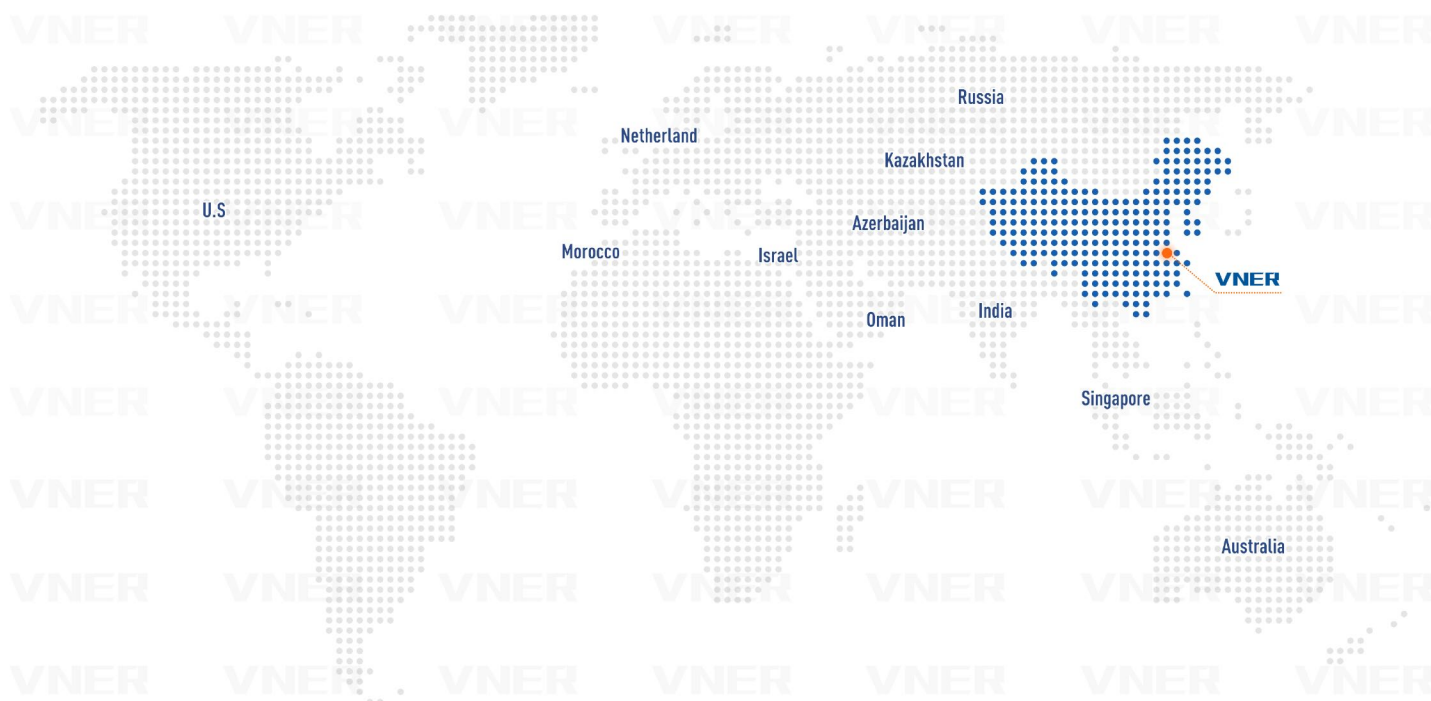 Russia
Netherland
Kazakhstan
U.S
Azerbaijan
Morocco
Israel
VNER
India
Oman
Singapore
Australia